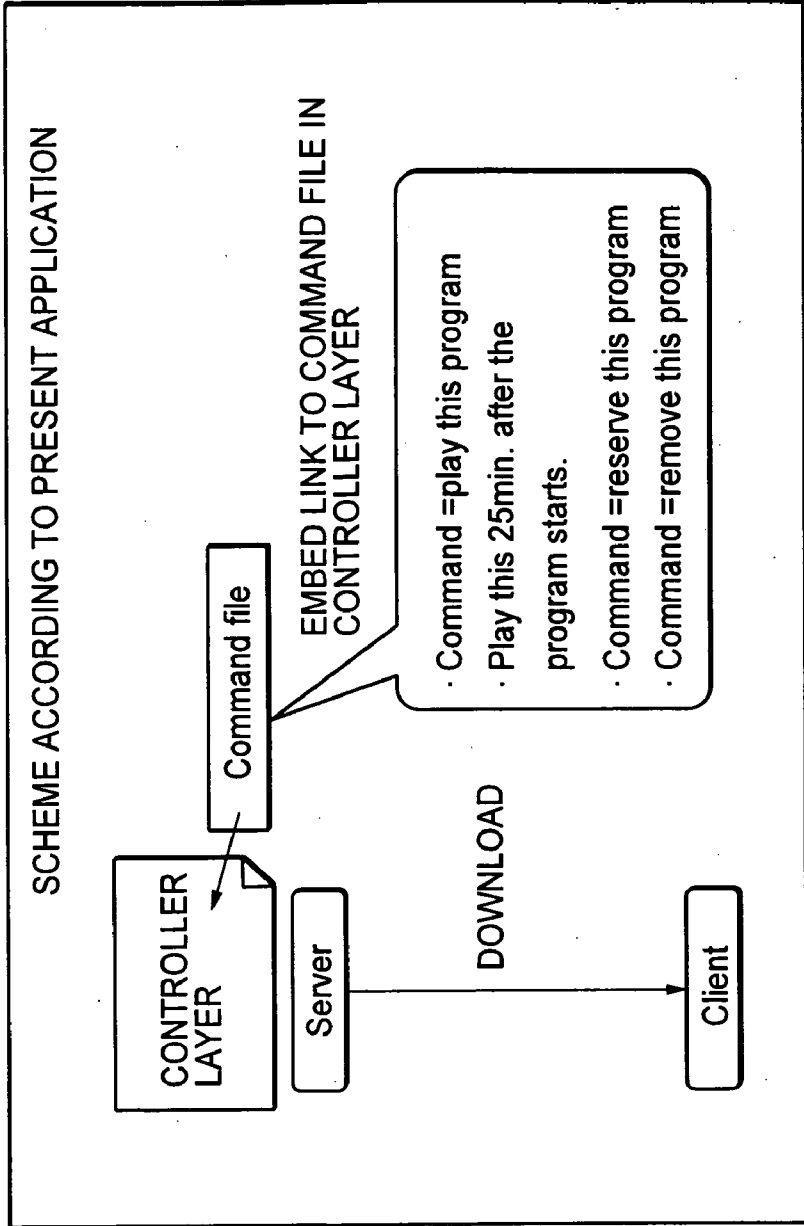 SCHEME ACCORDING TO PRESENT APPLICATION
CONTROLLER
LAYER
Command file
EMBED LINK TO COMMAND FILE IN
CONTROLLER LAYER
Server
DOWNLOAD
Client
· Command =play this program
· Play this 25min. after the
program starts.
· Command =reserve this program
· Command =remove this program